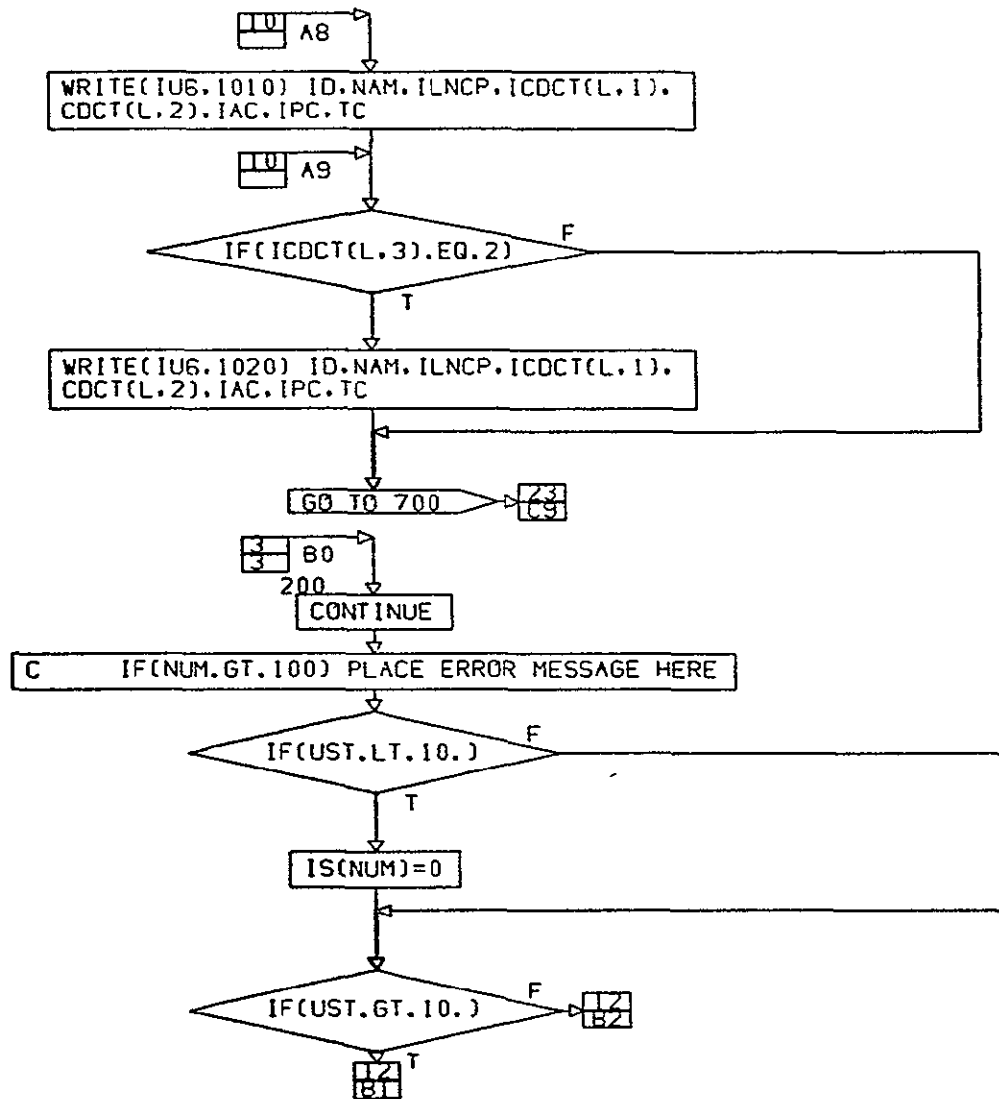 10 A8
WRITE(IU6.1010) ID.NAM.ILNCP.ICDCT(L.1).
CDCT(L.2).IAC.IPC.TC
10 A9
IF(ICDCT(L.3).EQ.2) F
T
WRITE(IU6.1020) ID.NAM.ILNCP.ICDCT(L.1).
CDCT(L.2).IAC.IPC.TC
GO TO 700 23
C9
3 B0
3
200
CONTINUE
C IF(NUM.GT.100) PLACE ERROR MESSAGE HERE
IF(UST.LT.10.) F
T
IS(NUM)=0
IF(UST.GT.10.) F 12
B2
T
12
B1